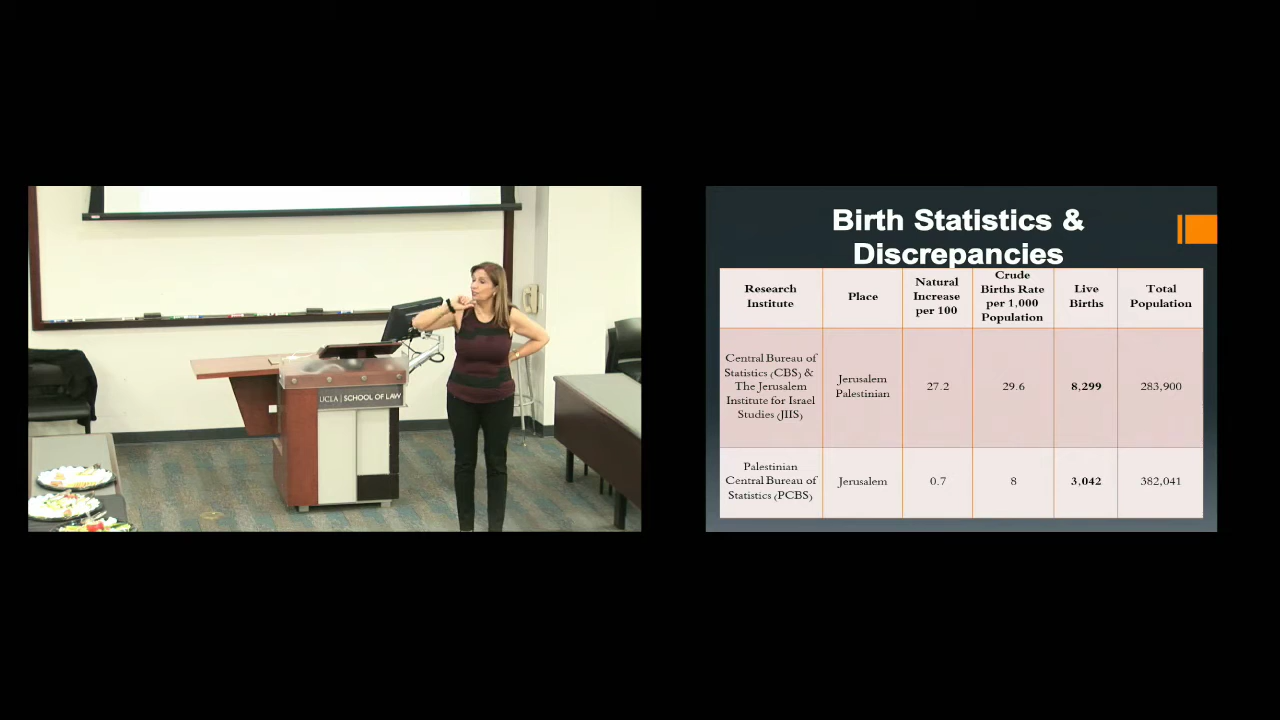 UCLA | SCHOOL OF LAW
Birth Statistics &
Discrepancies
Research
Institute
Place
Natural
Increase
per 100
Crude
Births Rate
per 1,000
Population
Live
Births
Total
Population
Central Bureau of
Statistics (CBS) &
The Jerusalem
Institute for Israel
Studies (JIIS)
Jerusalem
Palestinian
27.2
29.6
8,299
283,900
Palestinian
Central Bureau of
Statistics (PCBS)
Jerusalem
0.7
8
3,042
382,041